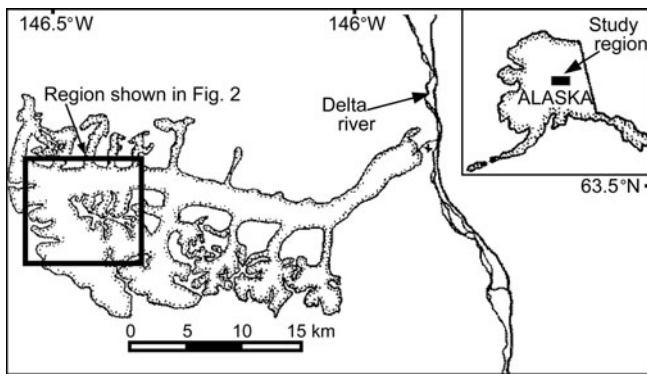 146.5°W
146°W
Study
region
ALASKA
Region shown in Fig. 2
Delta
river
63.5°N
0 5 10 15 km